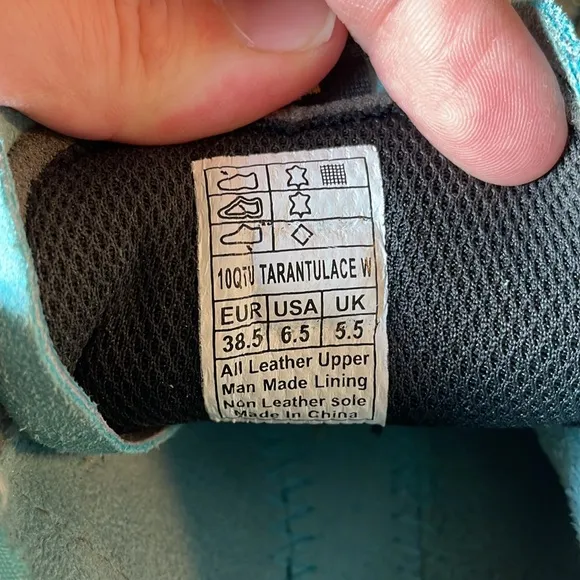 10QTU TARANTULACE W
EUR USA UK
38.5 6.5 5.5
All Leather Upper
Man Made Lining
Non Leather sole
Made In China